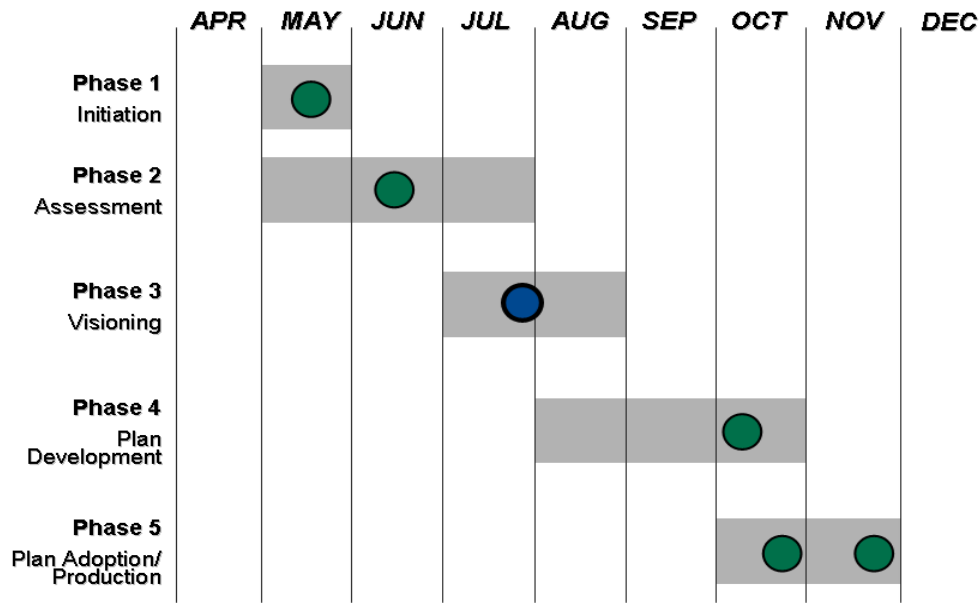 APR MAY JUN JUL AUG SEP OCT NOV DEC
Phase 1
Initiation
Phase 2
Assessment
Phase 3
Visioning
Phase 4
Plan
Development
Phase 5
Plan Adoption/
Production